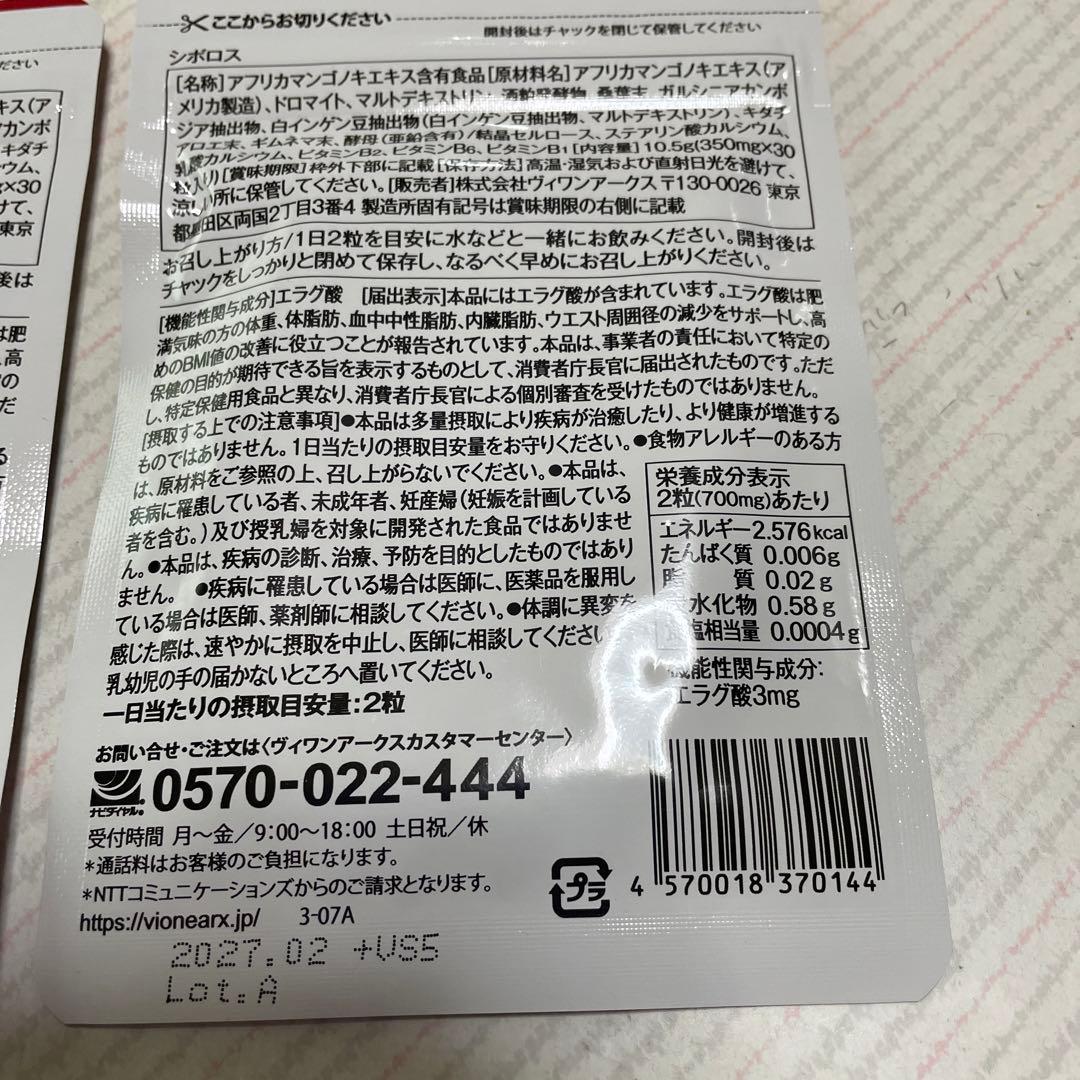 ここからお切りください
開封後はチャックを閉じて保管してください
シボロス
[名称]アフリカマンゴノキエキス含有食品[原材料名]アフリカマンゴノキエキス(ア
メリカ製造)、ドロマイト、マルトデキストリン、酒粕発酵物、桑葉末、ガルシニアカンボ
ジア抽出物、白インゲン豆抽出物(白インゲン豆抽出物、マルトデキストリン)、キダチ
アロエ末、ギムネマ末、酵母(亜鉛含有)/結晶セルロース、ステアリン酸カルシウム、
乳酸カルシウム、ビタミンB2、ビタミンB6、ビタミンB1[内容量]10.5g(350mg×30
粒入り)[賞味期限]枠外下部に記載[保存方法]高温・湿気および直射日光を避けて、
涼しい所に保管してください。[販売者]株式会社ヴィワンアークス〒130-0026 東京
都墨田区両国2丁目3番4 製造所固有記号は賞味期限の右側に記載
お召し上がり方/1日2粒を目安に水などと一緒にお飲みください。開封後は
チャックをしっかりと閉めて保存し、なるべく早めにお召し上がりください。
[機能性関与成分]エラグ酸 [届出表示]本品にはエラグ酸が含まれています。エラグ酸は肥
満気味の方の体重、体脂肪、血中中性脂肪、内臓脂肪、ウエスト周囲径の減少をサポートし、高
めのBMI値の改善に役立つことが報告されています。本品は、事業者の責任において特定の
保健の目的が期待できる旨を表示するものとして、消費者庁長官に届出されたものです。ただ
し、特定保健用食品と異なり、消費者庁長官による個別審査を受けたものではありません。
[摂取する上での注意事項]●本品は多量摂取により疾病が治癒したり、より健康が増進する
ものではありません。1日当たりの摂取目安量をお守りください。●食物アレルギーのある方
は、原材料をご参照の上、召し上がらないでください。●本品は、
疾病に罹患している者、未成年者、妊産婦(妊娠を計画している
者を含む。)及び授乳婦を対象に開発された食品ではありませ
ん。●本品は、疾病の診断、治療、予防を目的としたものではあり
ません。 ●疾病に罹患している場合は医師に、医薬品を服用し
ている場合は医師、薬剤師に相談してください。●体調に異変を
感じた際は、速やかに摂取を中止し、医師に相談してくださ
乳幼児の手の届かないところへ置いてください。
一日当たりの摂取目安量:2粒
栄養成分表示
2粒(700mg)あたり
エネルギー2.576kcal
たんぱく質 0.006g
脂 質 0.02g
炭水化物 0.58g
食塩相当量 0.0004g
機能性関与成分:
エラグ酸3mg
お問い合せ・ご注文は〈ヴィワンアークスカスタマーセンター〉
ナビダイヤル®
0570-022-444
受付時間 月〜金/9:00〜18:00 土日祝/休
*通話料はお客様のご負担になります。
*NTTコミュニケーションズからのご請求となります。
https://vionearx.jp/ 3-07A
プラ
4 570018 370144
2027.02 +VS5
Lot.A
ださい
キス(ア
アカンボ
キダチ
ウム、
×30
けて、
東京
後は
は肥
、高
の
だ
る